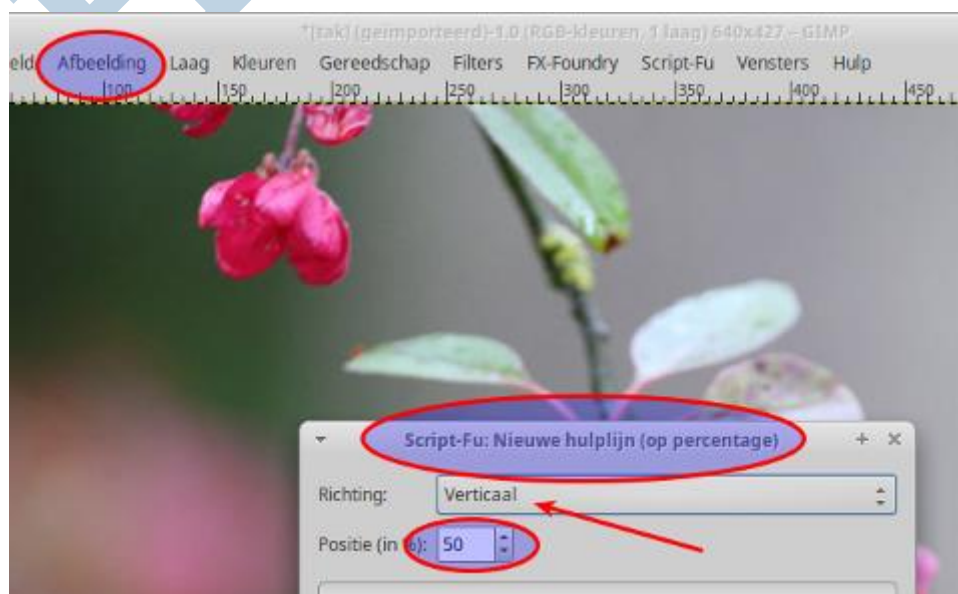 *[tak] (geïmporteerd)-1.0 (RGB-kleuren, 1 laag) 640x427 – GIMP
eld Afbeelding Laag Kleuren Gereedschap Filters FX-Foundry Script-Fu Vensters Hulp
100 150 200 250 300 350 400 450
Script-Fu: Nieuwe hulplijn (op percentage)
Richting: Verticaal
Positie (in %): 50